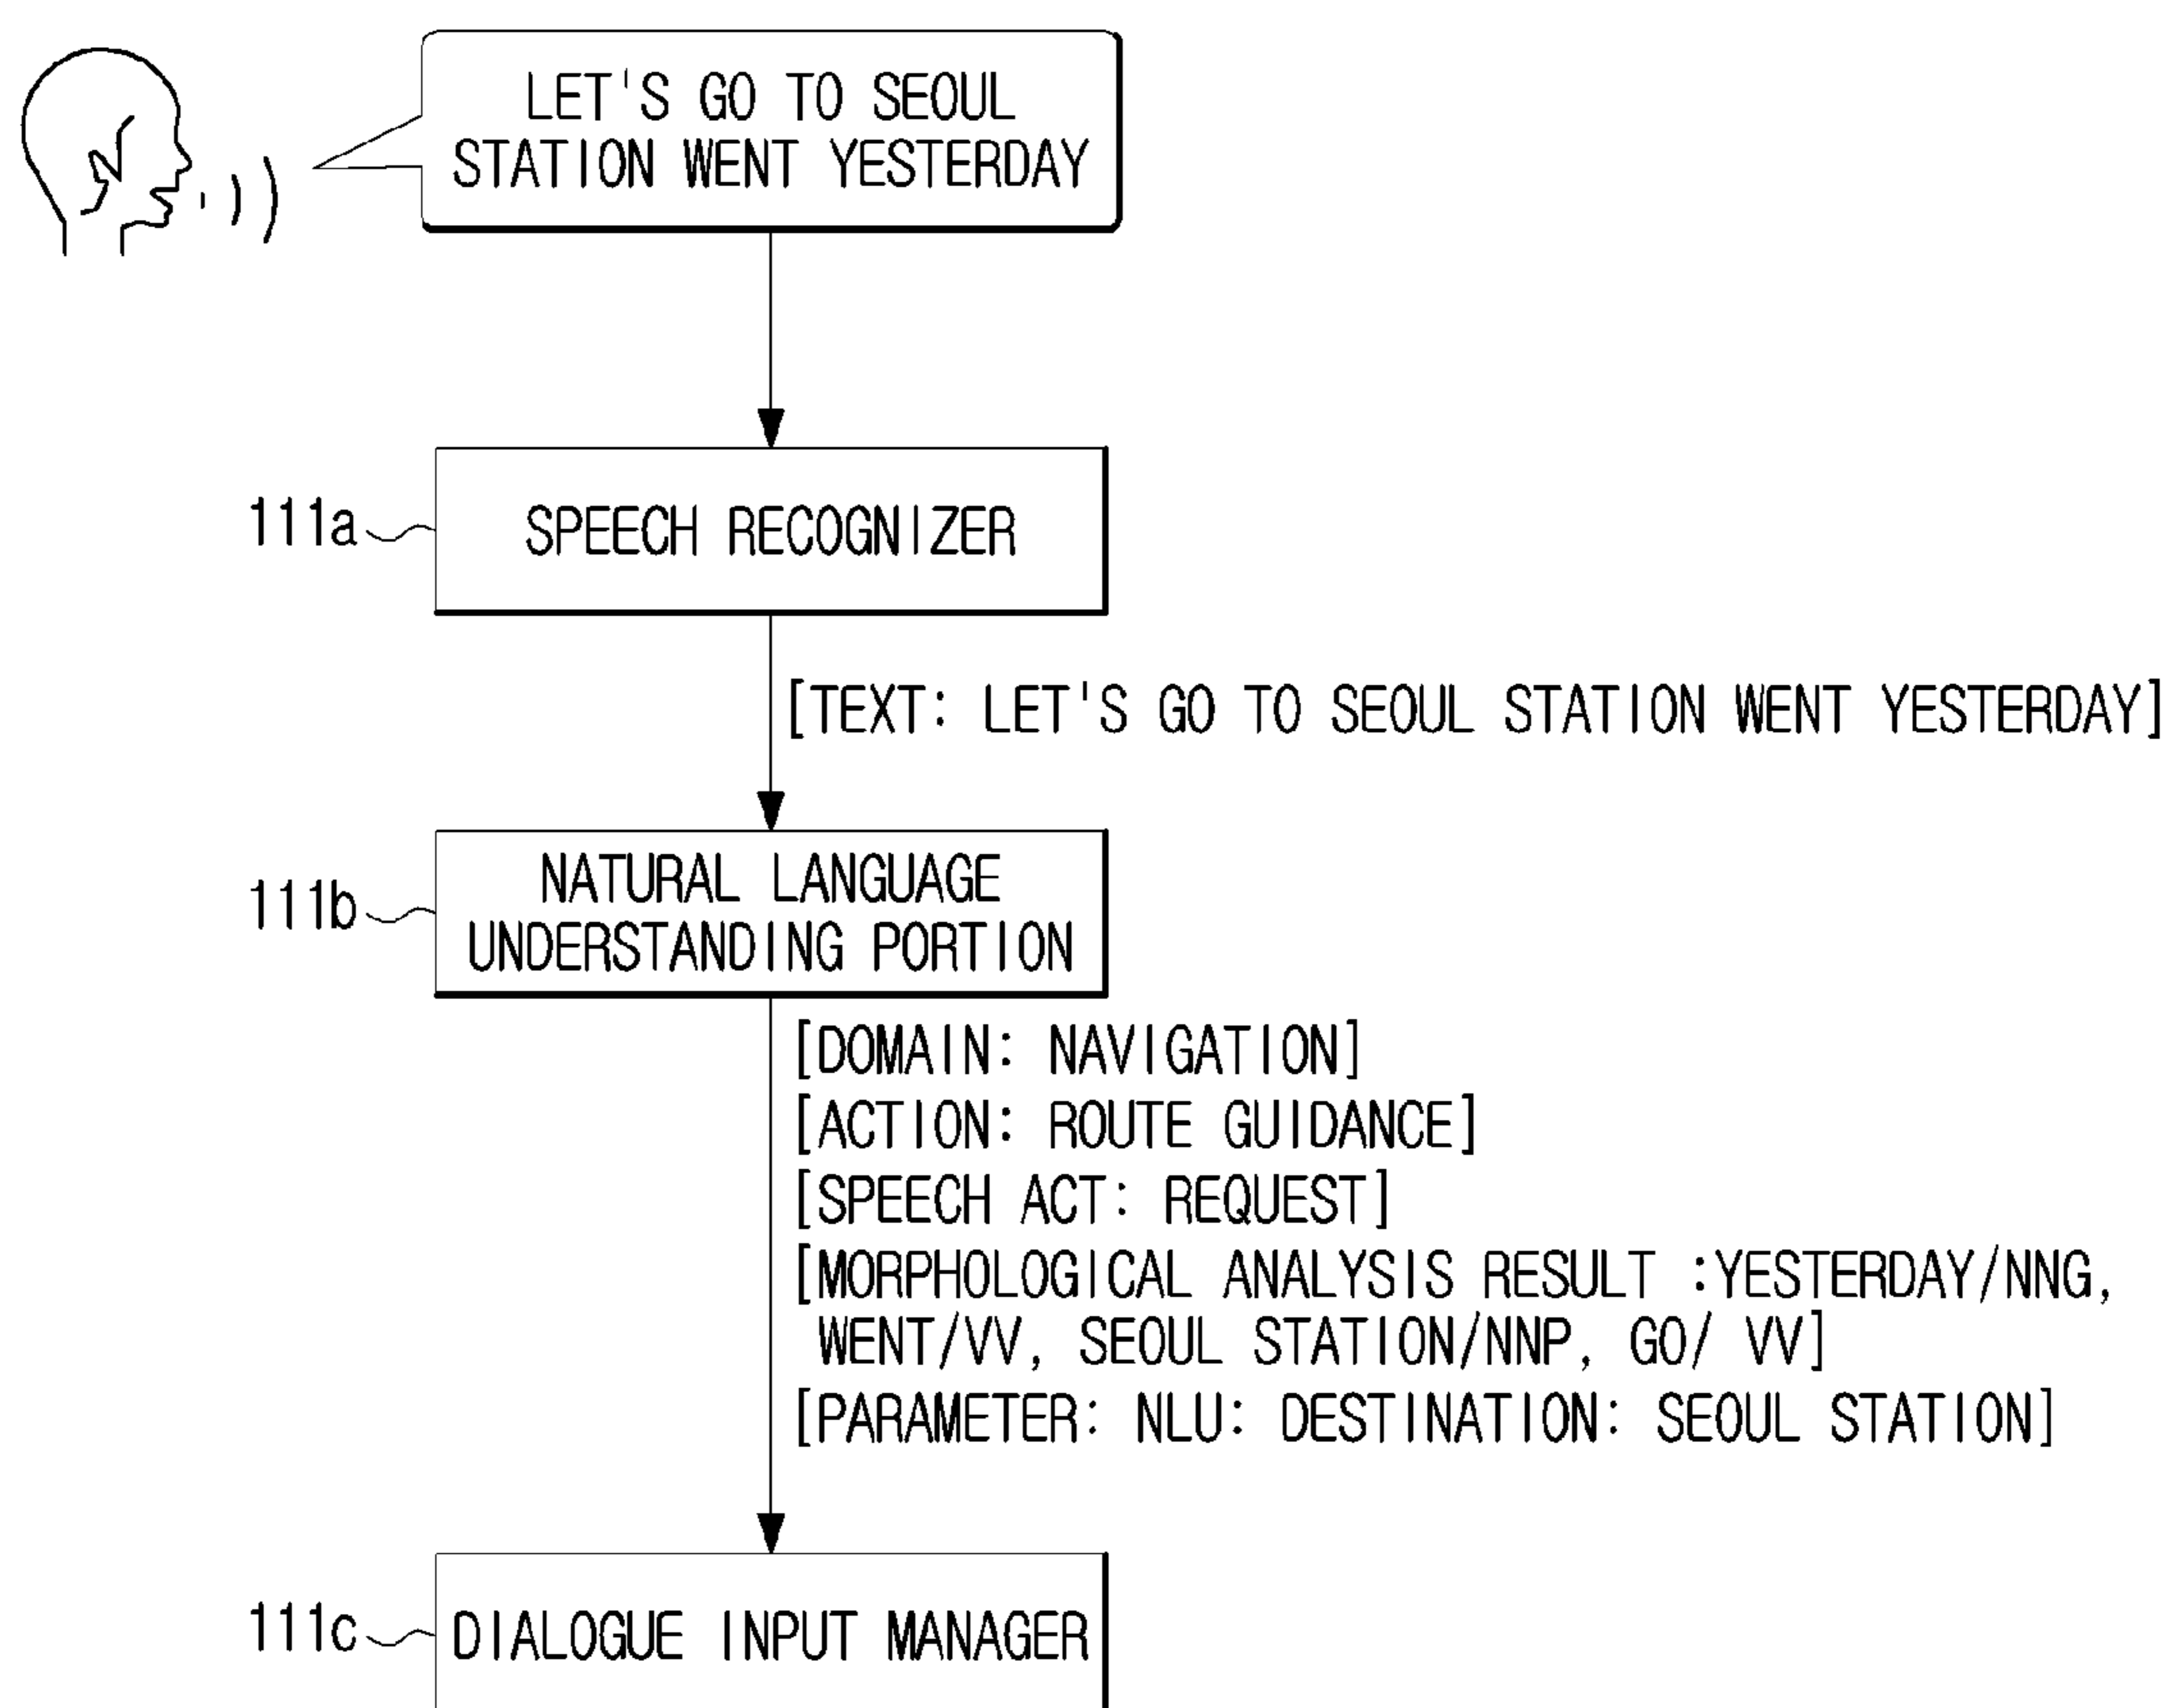 LET'S GO TO SEOUL
STATION WENT YESTERDAY
111a
SPEECH RECOGNIZER
[TEXT: LET'S GO TO SEOUL STATION WENT YESTERDAY]
111b
NATURAL LANGUAGE
UNDERSTANDING PORTION
[DOMAIN: NAVIGATION]
[ACTION: ROUTE GUIDANCE]
[SPEECH ACT: REQUEST]
[MORPHOLOGICAL ANALYSIS RESULT :YESTERDAY/NNG,
WENT/VV, SEOUL STATION/NNP, GO/ VV]
[PARAMETER: NLU: DESTINATION: SEOUL STATION]
111c
DIALOGUE INPUT MANAGER